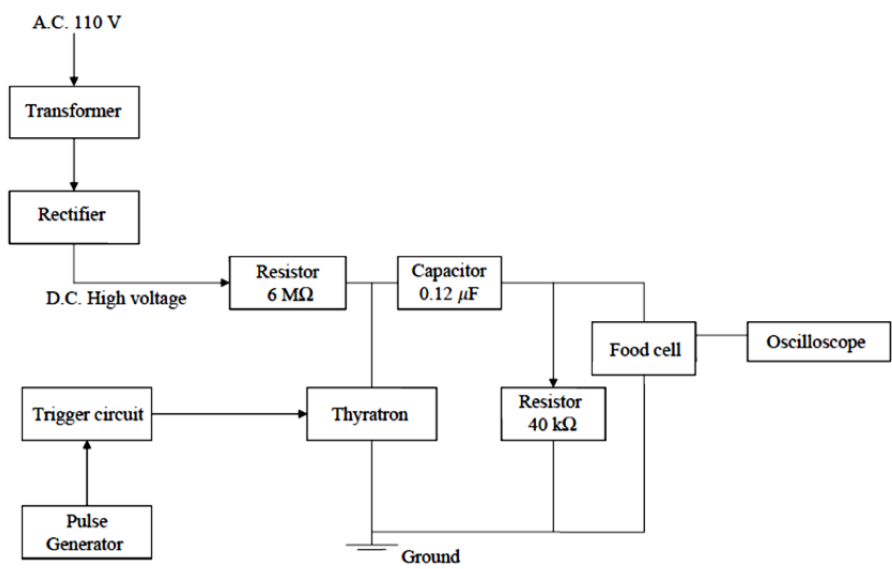 A.C. 110 V
Transformer
Rectifier
D.C. High voltage
Resistor
6 MΩ
Capacitor
0.12 μF
Food cell
Oscilloscope
Trigger circuit
Thyratron
Resistor
40 kΩ
Pulse
Generator
Ground